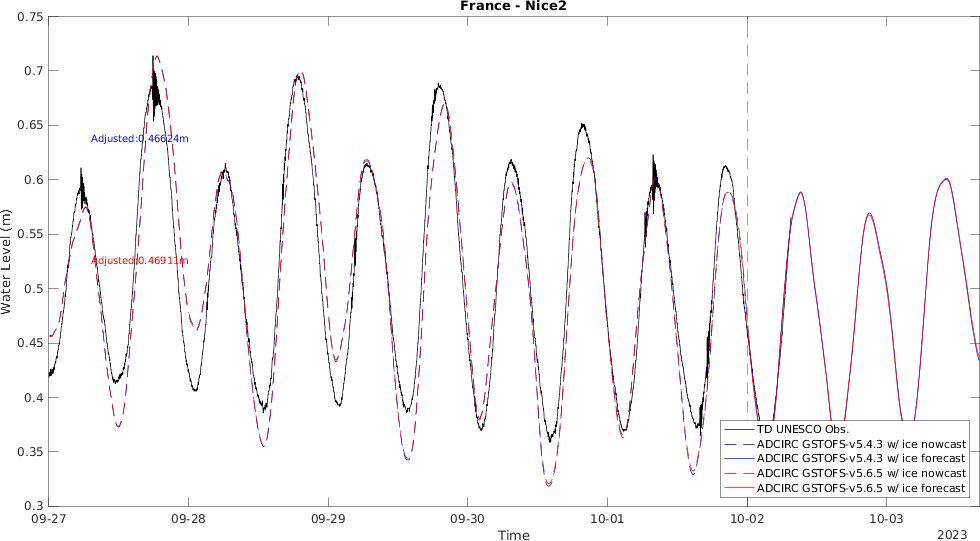 France - Nice2
Water Level (m)
0.75
0.7
0.65
0.6
0.55
0.5
0.45
0.4
0.35
0.3
Adjusted:0.46624m
Adjusted:0.46911m
TD UNESCO Obs.
ADCIRC GSTOFS-v5.4.3 w/ ice nowcast
ADCIRC GSTOFS-v5.4.3 w/ ice forecast
ADCIRC GSTOFS-v5.6.5 w/ ice nowcast
ADCIRC GSTOFS-v5.6.5 w/ ice forecast
09-27 09-28 09-29 09-30 10-01 10-02 10-03
Time
2023